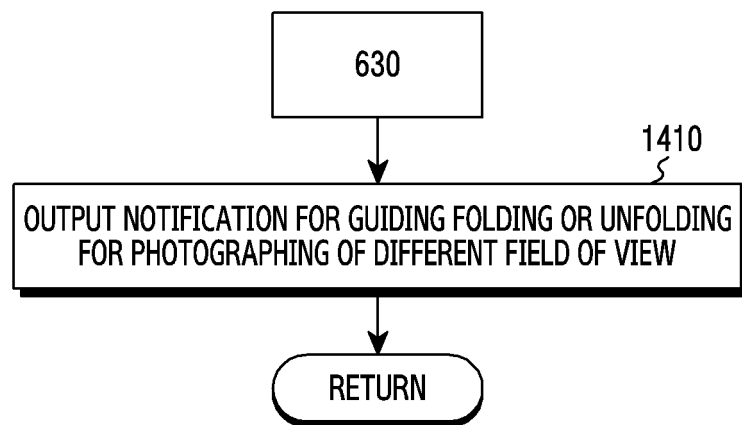 630
1410
OUTPUT NOTIFICATION FOR GUIDING FOLDING OR UNFOLDING
FOR PHOTOGRAPHING OF DIFFERENT FIELD OF VIEW
RETURN